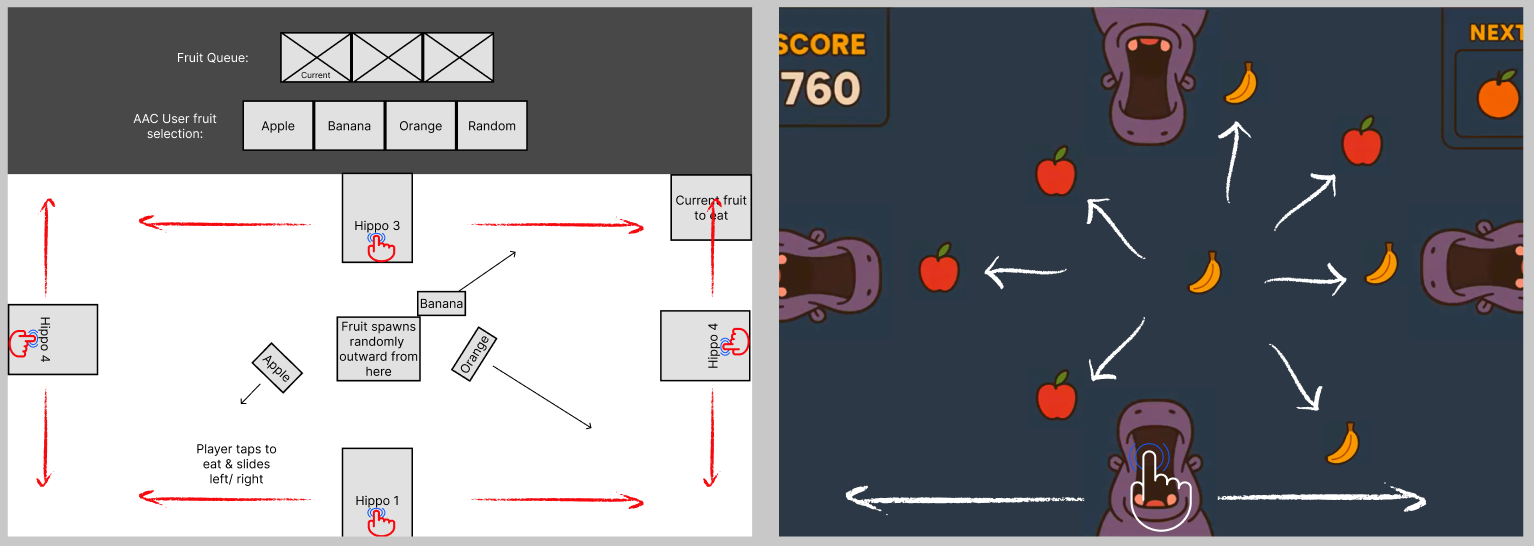 Fruit Queue:
Current
AAC User fruit
selection:
Apple
Banana
Orange
Random
Hippo 3
Current fruit
to eat
Banana
Fruit spawns
randomly
outward from
here
Orange
Apple
Hippo 4
Hippo 4
Player taps to
eat & slides
left/ right
Hippo 1
SCORE
760
NEXT